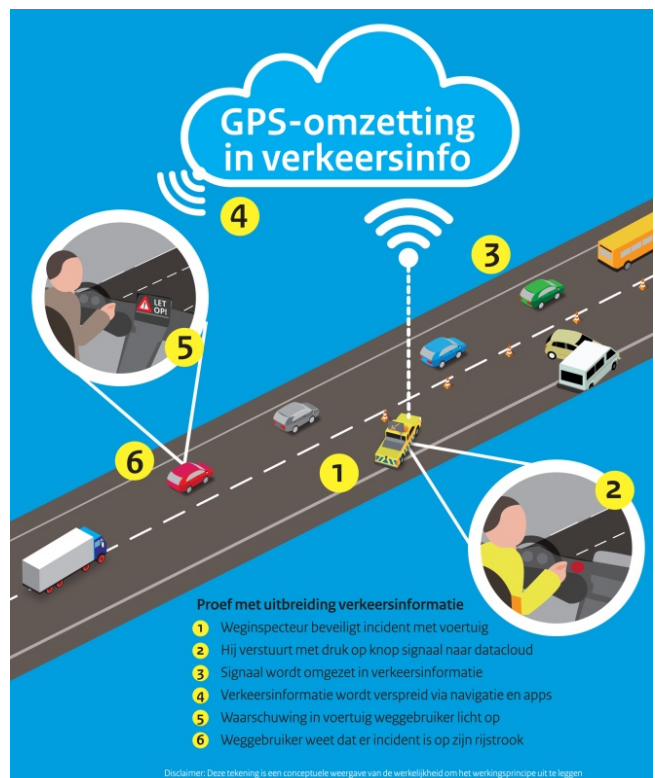 GPS-omzetting
in verkeersinfo
4
3
LET
OP!
5
6
1
2
Proef met uitbreiding verkeersinformatie
1 Weginspecteur beveiligt incident met voertuig
2 Hij verstuurt met druk op knop signaal naar datacloud
3 Signaal wordt omgezet in verkeersinformatie
4 Verkeersinformatie wordt verspreid via navigatie en apps
5 Waarschuwing in voertuig weggebruiker licht op
6 Weggebruiker weet dat er incident is op zijn rijstrook
Disclaimer: Deze tekening is een conceptuele weergave van de werkelijkheid om het werkingsprincipe uit te leggen